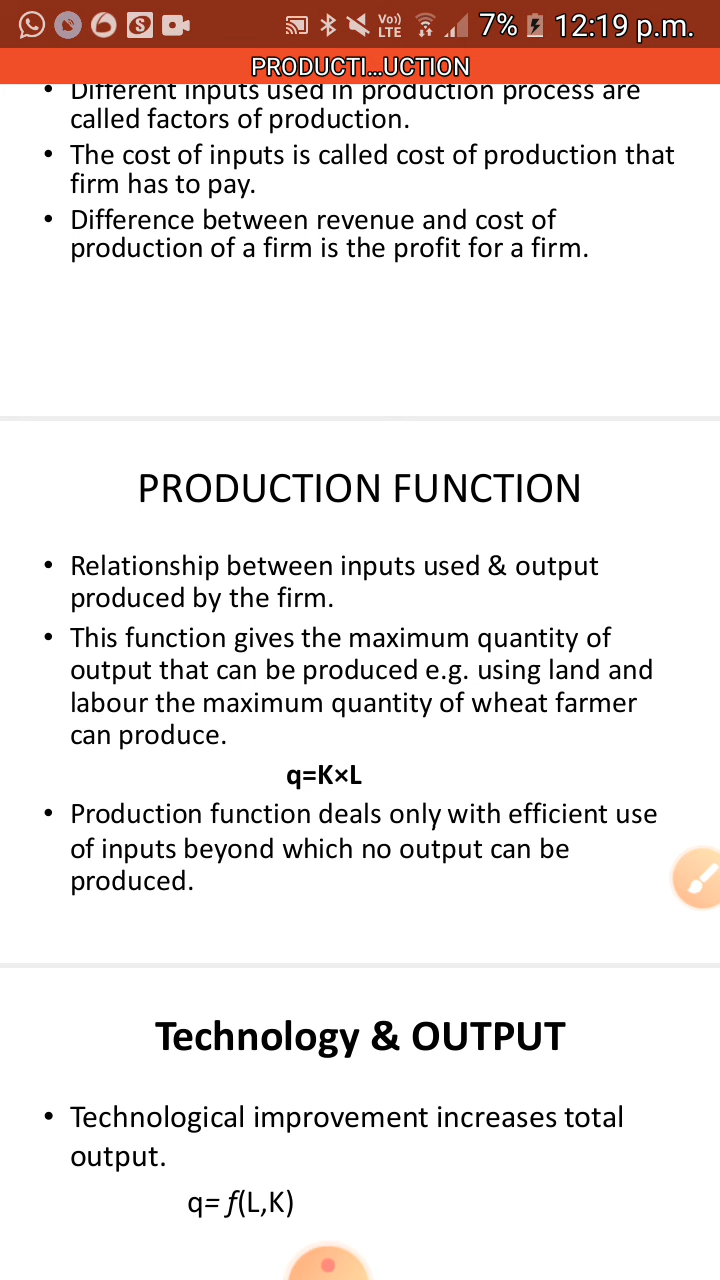 Vo)) LTE 7% 12:19 p.m.
PRODUCTI...UCTION
• Different inputs used in production process are
called factors of production.
• The cost of inputs is called cost of production that
firm has to pay.
• Difference between revenue and cost of
production of a firm is the profit for a firm.
PRODUCTION FUNCTION
• Relationship between inputs used & output
produced by the firm.
• This function gives the maximum quantity of
output that can be produced e.g. using land and
labour the maximum quantity of wheat farmer
can produce.
q=K×L
• Production function deals only with efficient use
of inputs beyond which no output can be
produced.
Technology & OUTPUT
• Technological improvement increases total
output.
q= f(L,K)